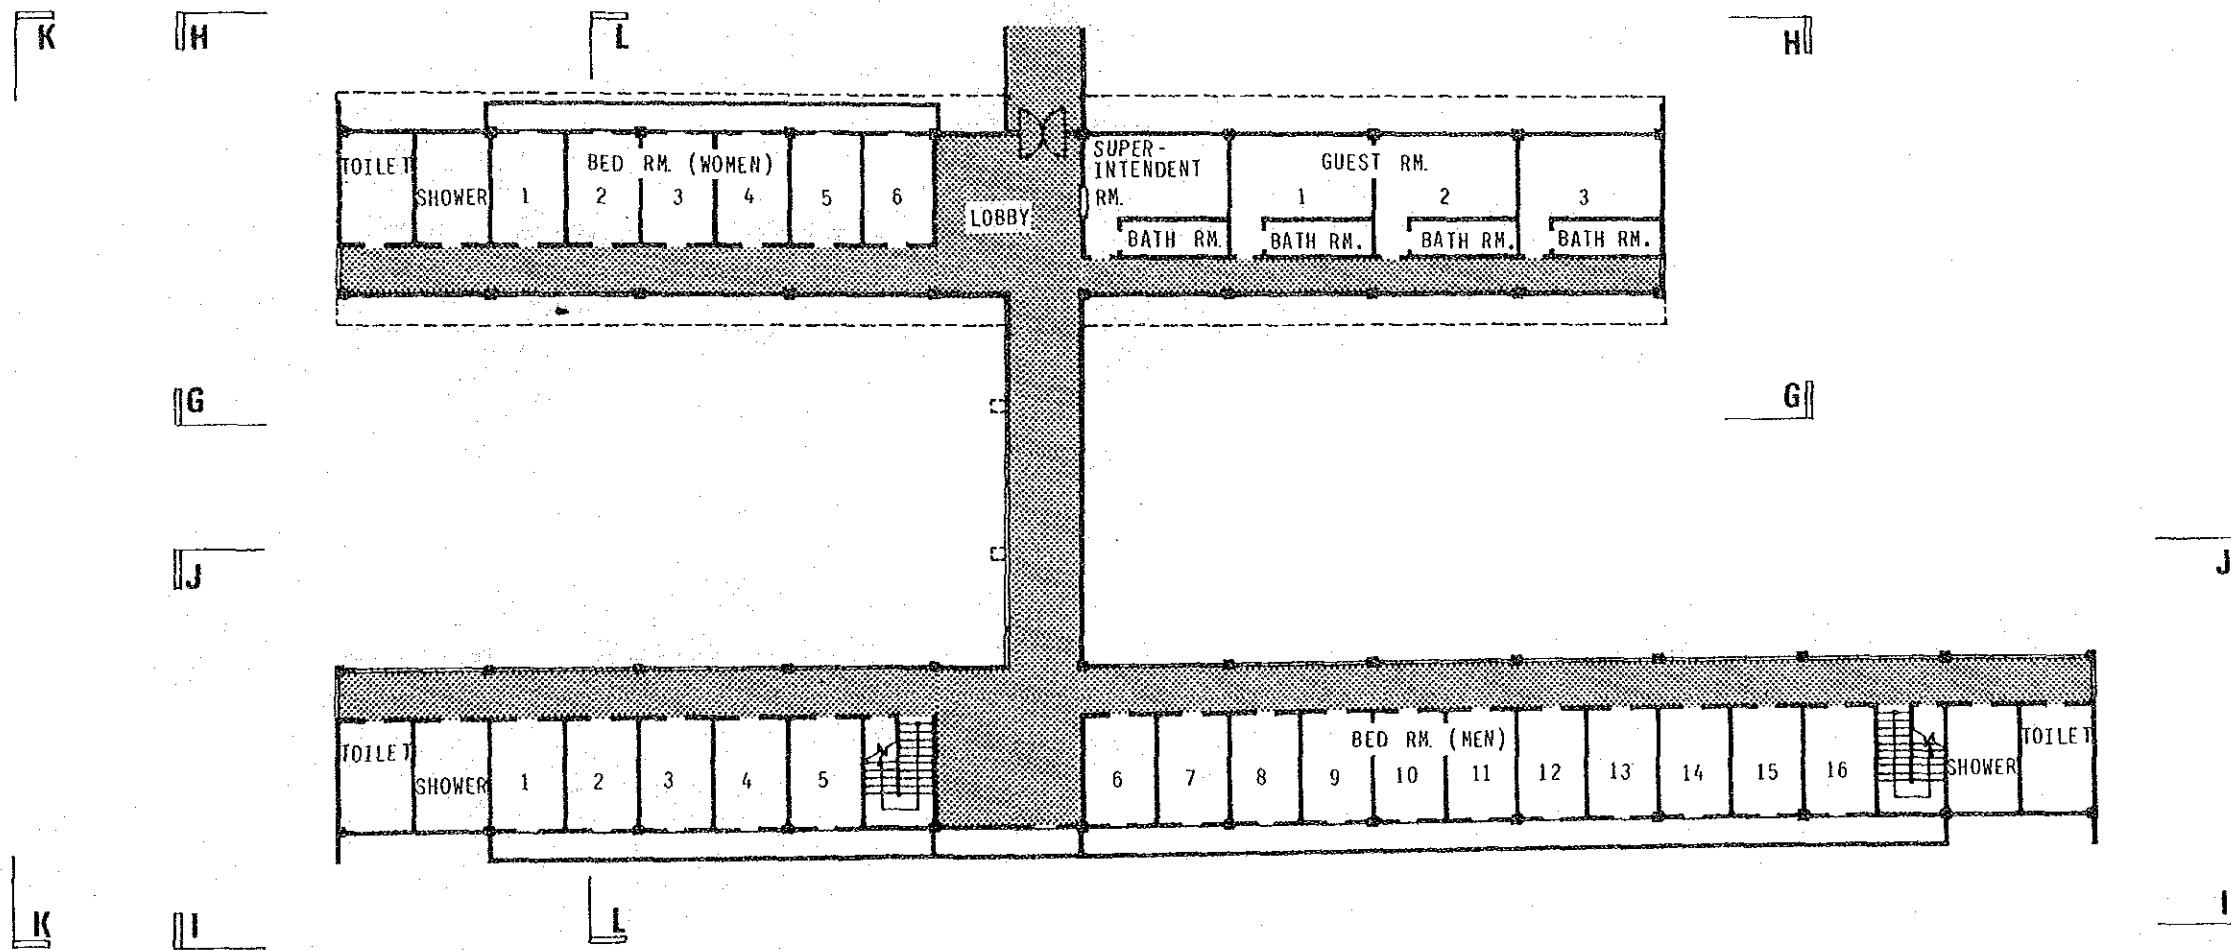 K
H
L
H
TOILET
SHOWER
BED RM. (WOMEN)
1
2
3
4
5
6
LOBBY
SUPER-
INTENDENT
RM.
BATH RM.
GUEST RM.
1
2
3
BATH RM.
BATH RM.
BATH RM.
G
G
J
J
TOILET
SHOWER
1
2
3
4
5
BED RM. (MEN)
6
7
8
9
10
11
12
13
14
15
16
SHOWER
TOILET
K
I
L
I